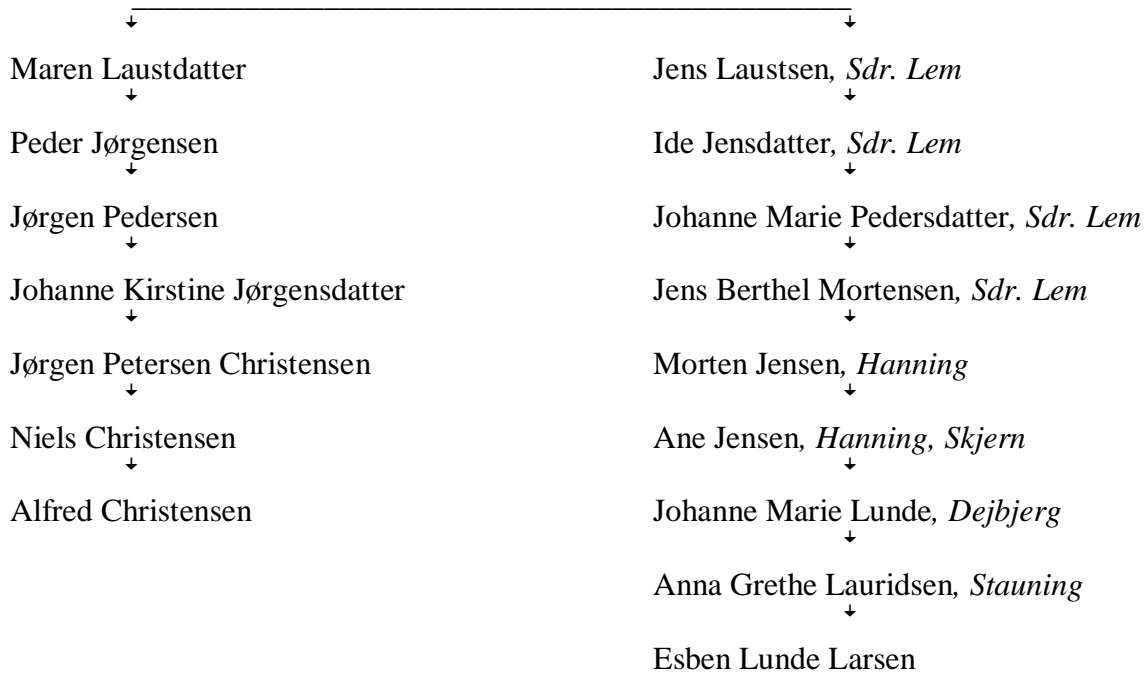 Maren Laustdatter Jens Laustsen, Sdr. Lem
Peder Jørgensen Ide Jensdatter, Sdr. Lem
Jørgen Pedersen Johanne Marie Pedersdatter, Sdr. Lem
Johanne Kirstine Jørgensdatter Jens Berthel Mortensen, Sdr. Lem
Jørgen Petersen Christensen Morten Jensen, Hanning
Niels Christensen Ane Jensen, Hanning, Skjern
Alfred Christensen Johanne Marie Lunde, Dejbjerg
Anna Grethe Lauridsen, Stauning
Esben Lunde Larsen